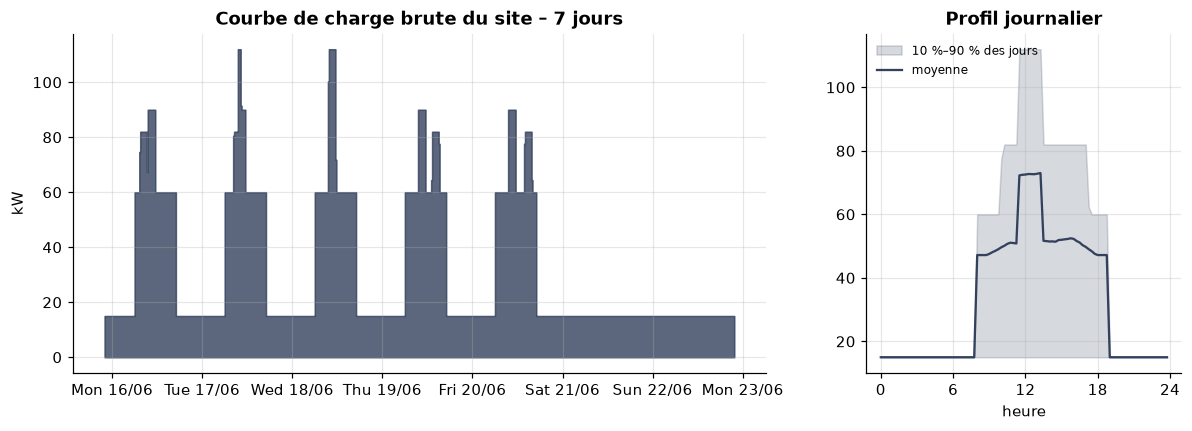 Courbe de charge brute du site – 7 jours
kW
100
80
60
40
20
0
Mon 16/06 Tue 17/06 Wed 18/06 Thu 19/06 Fri 20/06 Sat 21/06 Sun 22/06 Mon 23/06
Profil journalier
10 %–90 % des jours
moyenne
100
80
60
40
20
0 6 12 18 24
heure